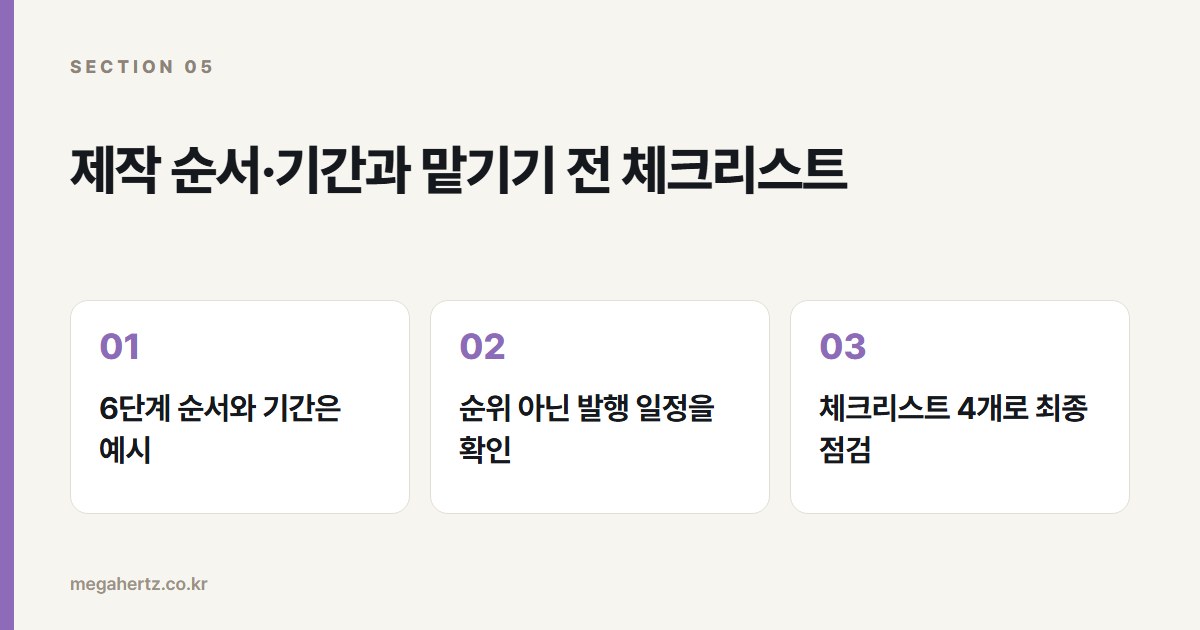 SECTION 05
제작 순서·기간과 맡기기 전 체크리스트
01
6단계 순서와 기간은
예시
02
순위 아닌 발행 일정을
확인
03
체크리스트 4개로 최종
점검
megahertz.co.kr